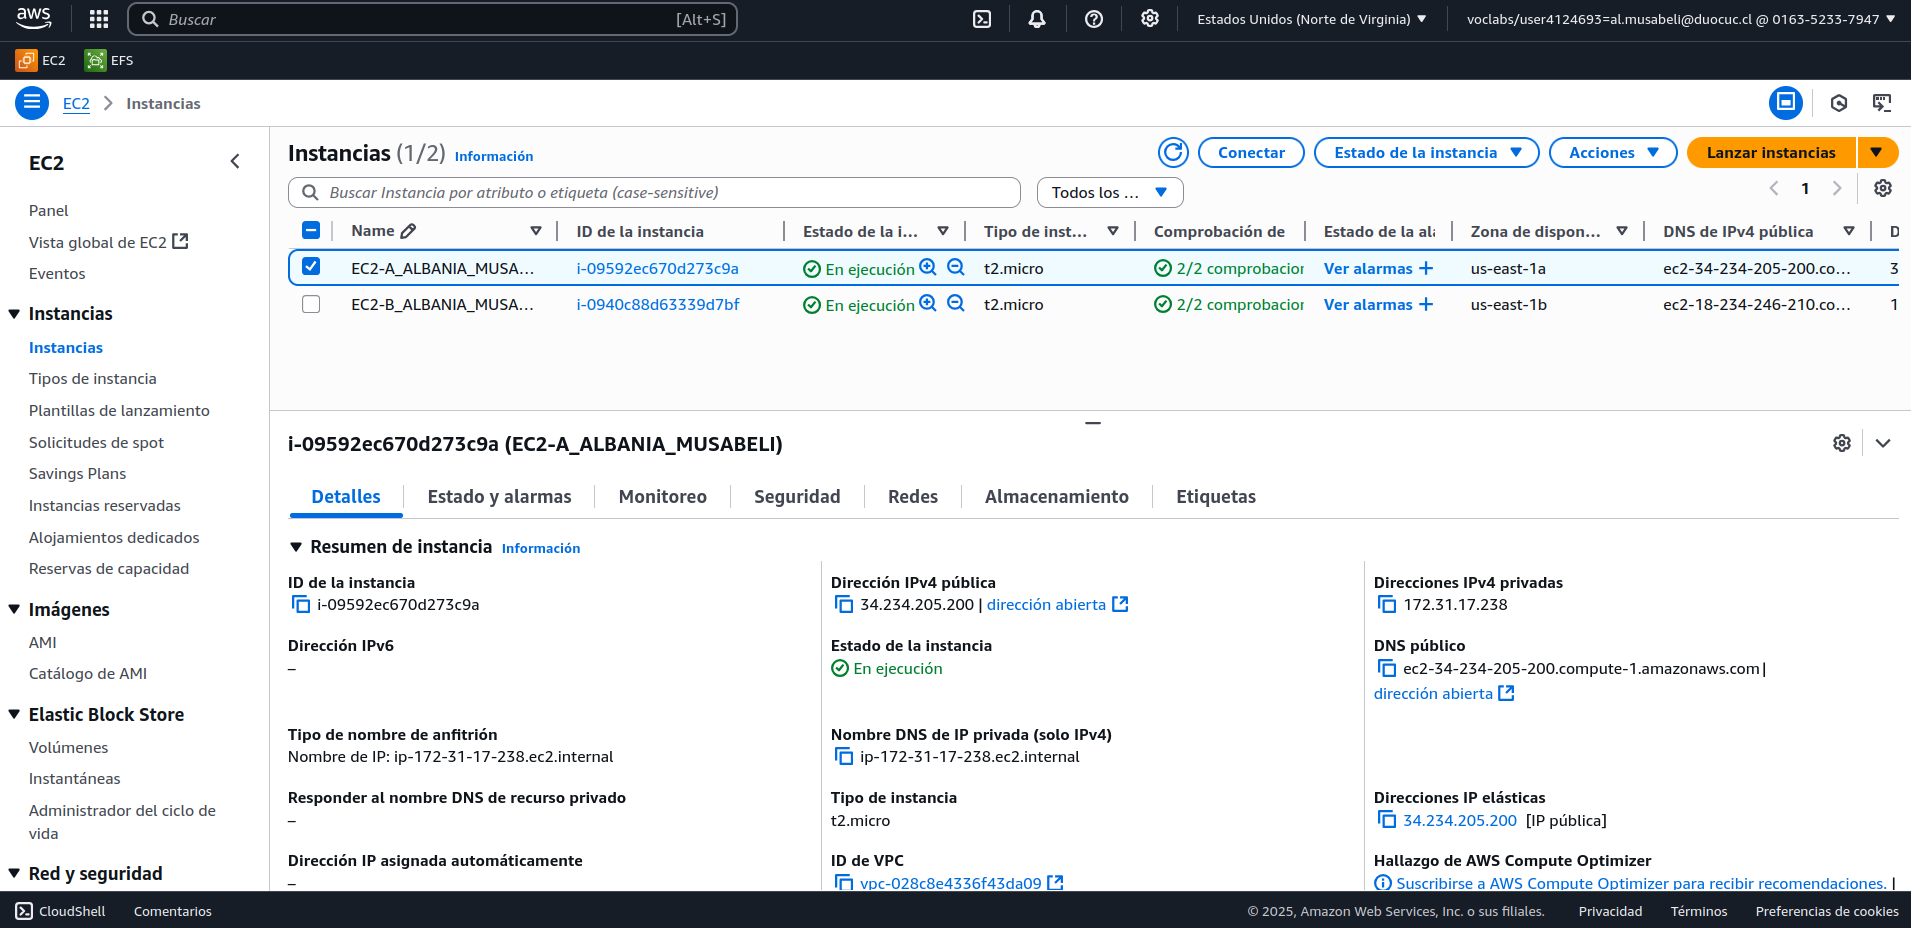 aws
Buscar [Alt+S] Estados Unidos (Norte de Virginia) voclabs/user4124693=al.musabeli@duocuc.cl @ 0163-5233-7947
EC2 EFS
EC2 Instancias
EC2
Panel
Vista global de EC2
Eventos
Instancias
Instancias
Tipos de instancia
Plantillas de lanzamiento
Solicitudes de spot
Savings Plans
Instancias reservadas
Alojamientos dedicados
Reservas de capacidad
Imágenes
AMI
Catálogo de AMI
Elastic Block Store
Volúmenes
Instantáneas
Administrador del ciclo de
vida
Red y seguridad
Instancias (1/2) Información Conectar Estado de la instancia Acciones Lanzar instancias
Buscar Instancia por atributo o etiqueta (case-sensitive) Todos los ... 1
Name ID de la instancia Estado de la i... Tipo de inst... Comprobación de Estado de la ala Zona de dispon... DNS de IPv4 pública D
EC2-A_ALBANIA_MUSA... i-09592ec670d273c9a En ejecución t2.micro 2/2 comprobacior Ver alarmas + us-east-1a ec2-34-234-205-200.co... 3
EC2-B_ALBANIA_MUSA... i-0940c88d63339d7bf En ejecución t2.micro 2/2 comprobacior Ver alarmas + us-east-1b ec2-18-234-246-210.co... 1
i-09592ec670d273c9a (EC2-A_ALBANIA_MUSABELI)
Detalles Estado y alarmas Monitoreo Seguridad Redes Almacenamiento Etiquetas
Resumen de instancia Información
ID de la instancia
i-09592ec670d273c9a
Dirección IPv4 pública
34.234.205.200 | dirección abierta
Direcciones IPv4 privadas
172.31.17.238
Dirección IPv6
–
Estado de la instancia
En ejecución
DNS público
ec2-34-234-205-200.compute-1.amazonaws.com |
dirección abierta
Tipo de nombre de anfitrión
Nombre de IP: ip-172-31-17-238.ec2.internal
Nombre DNS de IP privada (solo IPv4)
ip-172-31-17-238.ec2.internal
Responder al nombre DNS de recurso privado
–
Tipo de instancia
t2.micro
Direcciones IP elásticas
34.234.205.200 [IP pública]
Dirección IP asignada automáticamente
–
ID de VPC
vpc-028c8e4336f43da09
Hallazgo de AWS Compute Optimizer
Suscribirse a AWS Compute Optimizer para recibir recomendaciones. |
CloudShell Comentarios © 2025, Amazon Web Services, Inc. o sus filiales. Privacidad Términos Preferencias de cookies